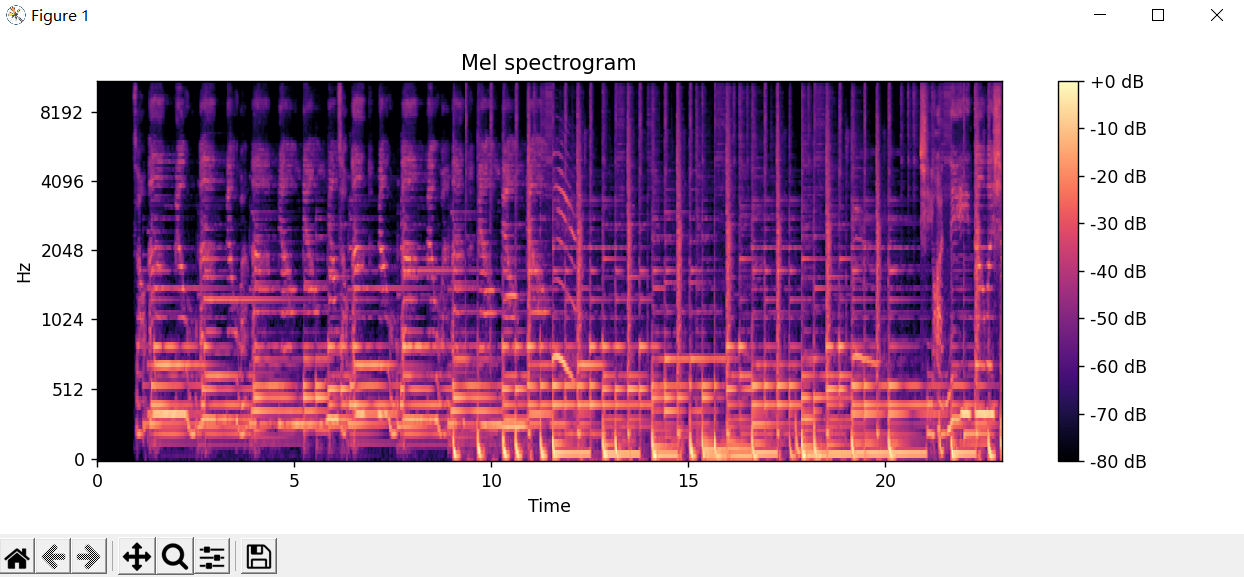 Figure 1
Mel spectrogram
8192
4096
2048
1024
512
0
Hz
0 5 10 15 20
Time
+0 dB
-10 dB
-20 dB
-30 dB
-40 dB
-50 dB
-60 dB
-70 dB
-80 dB